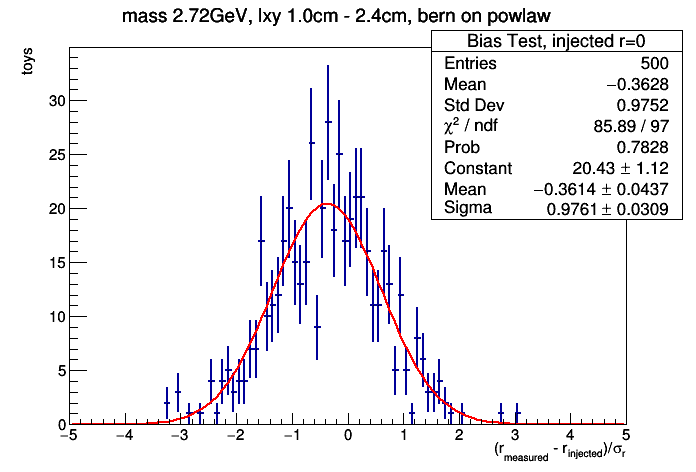 mass 2.72GeV, lxy 1.0cm - 2.4cm, bern on powlaw
Bias Test, injected r=0
Entries 500
Mean −0.3628
Std Dev 0.9752
χ² / ndf 85.89 / 97
Prob 0.7828
Constant 20.43 ± 1.12
Mean −0.3614 ± 0.0437
Sigma 0.9761 ± 0.0309
toys
30
25
20
15
10
5
0
−5 −4 −3 −2 −1 0 1 2 3 4 5
(r_measured - r_injected)/σ_r